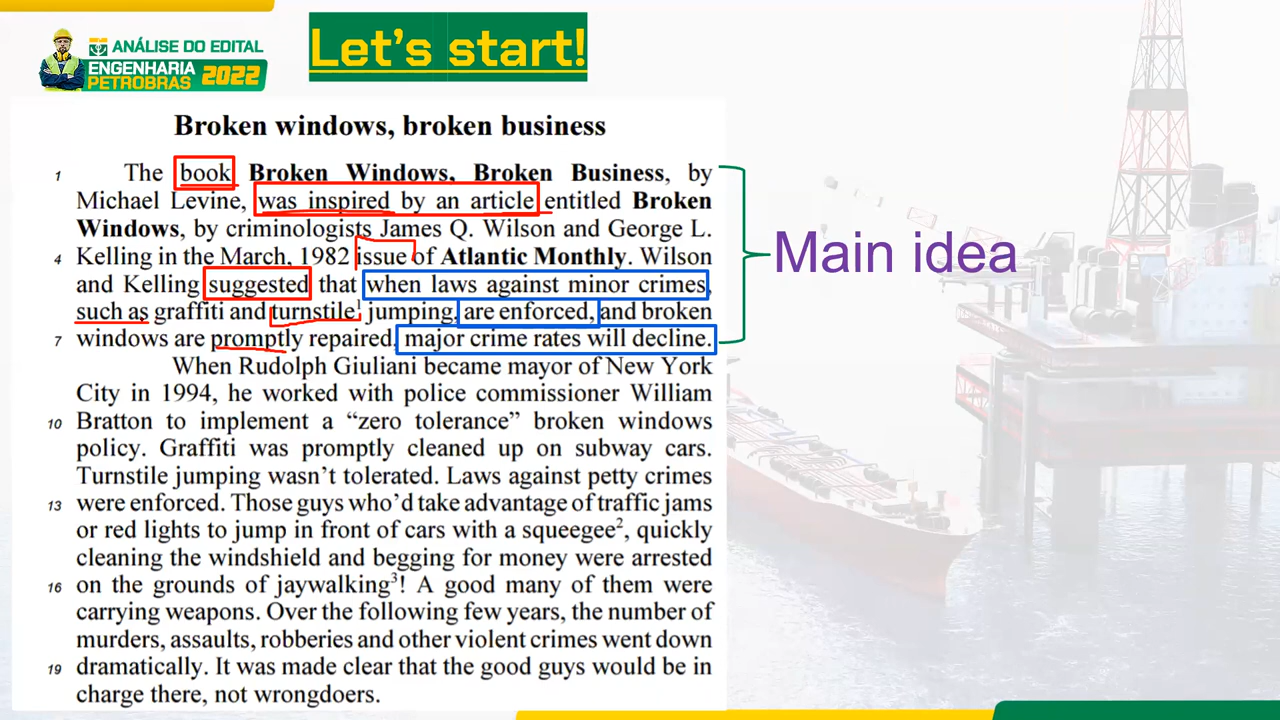 ANÁLISE DO EDITAL
ENGENHARIA
PETROBRAS 2022
Let's start!
Broken windows, broken business
1 The book Broken Windows, Broken Business, by
Michael Levine, was inspired by an article entitled Broken
Windows, by criminologists James Q. Wilson and George L.
4 Kelling in the March, 1982 issue of Atlantic Monthly. Wilson
and Kelling suggested that when laws against minor crimes,
such as graffiti and turnstile¹ jumping, are enforced, and broken
7 windows are promptly repaired, major crime rates will decline.
When Rudolph Giuliani became mayor of New York
City in 1994, he worked with police commissioner William
10 Bratton to implement a “zero tolerance” broken windows
policy. Graffiti was promptly cleaned up on subway cars.
Turnstile jumping wasn't tolerated. Laws against petty crimes
13 were enforced. Those guys who'd take advantage of traffic jams
or red lights to jump in front of cars with a squeegee², quickly
cleaning the windshield and begging for money were arrested
16 on the grounds of jaywalking³! A good many of them were
carrying weapons. Over the following few years, the number of
murders, assaults, robberies and other violent crimes went down
19 dramatically. It was made clear that the good guys would be in
charge there, not wrongdoers.
Main idea